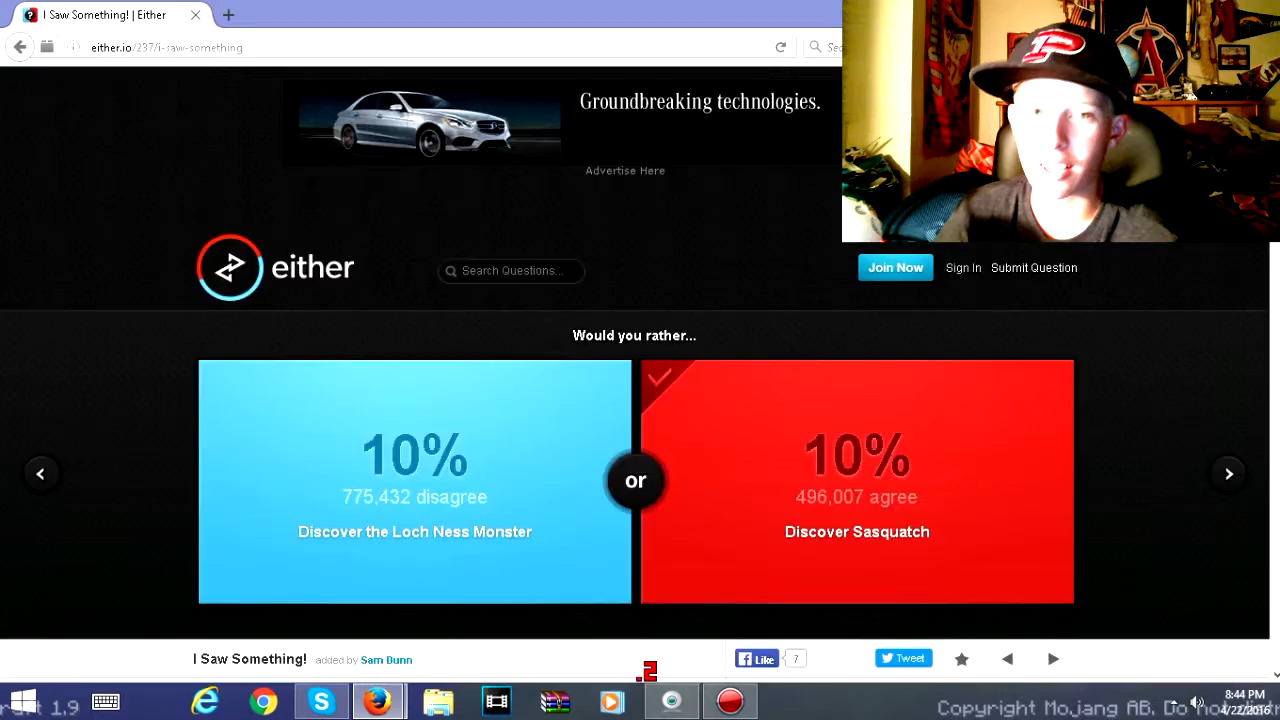 I Saw Something! | Either
either.io/237/i-saw-something
Groundbreaking technologies.
Advertise Here
either
Search Questions...
Join Now
Sign In
Submit Question
Would you rather...
10%
775,432 disagree
Discover the Loch Ness Monster
or
10%
496,007 agree
Discover Sasquatch
I Saw Something!
added by Sam Dunn
Like
7
Tweet
.2
8:44 PM
4/22/2016
1.9
Copyright Mojang AB. Do not